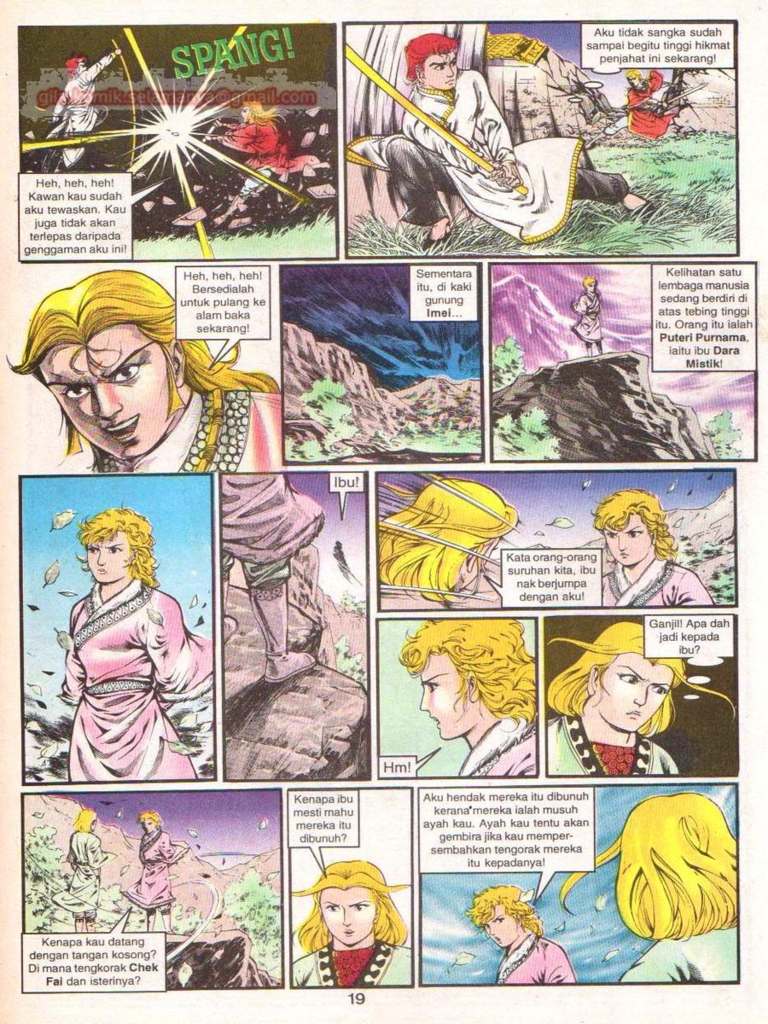 SPANG!
Heh, heh, heh!
Kawan kau sudah
aku tewaskan. Kau
juga tidak akan
terlepas daripada
genggaman aku ini!
Aku tidak sangka sudah
sampai begitu tinggi hikmat
penjahat ini sekarang!
Heh, heh, heh!
Bersedialah
untuk pulang ke
alam baka
sekarang!
Sementara
itu, di kaki
gunung
Imei...
Kelihatan satu
lembaga manusia
sedang berdiri di
atas tebing tinggi
itu. Orang itu ialah
Puteri Purnama,
iaitu ibu Dara
Mistik!
Ibu!
Kata orang-orang
suruhan kita, ibu
nak berjumpa
dengan aku!
Hm!
Ganjil! Apa dah
jadi kepada
ibu?
Kenapa kau datang
dengan tangan kosong?
Di mana tengkorak Chek
Fai dan isterinya?
Kenapa ibu
mesti mahu
mereka itu
dibunuh?
Aku hendak mereka itu dibunuh
kerana mereka ialah musuh
ayah kau. Ayah kau tentu akan
gembira jika kau memper-
sembahkan tengkorak mereka
itu kepadanya!
19